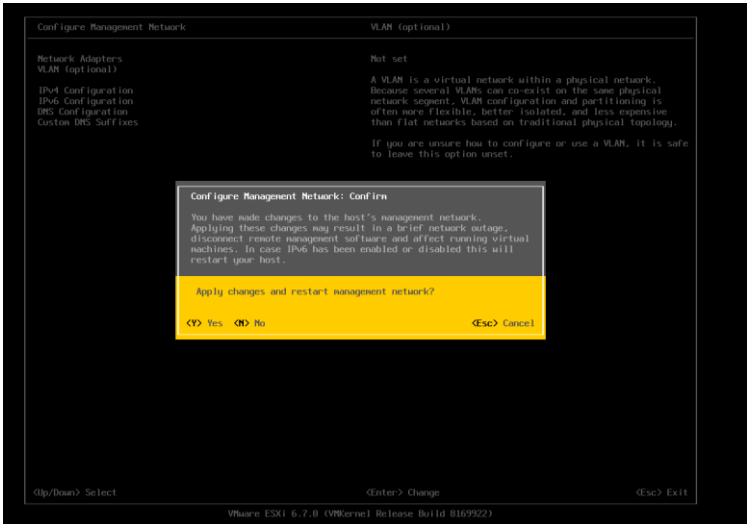 Configure Management Network
VLAN (optional)
Network Adapters
VLAN (optional)
IPv4 Configuration
IPv6 Configuration
DNS Configuration
Custom DNS Suffixes
Not set
A VLAN is a virtual network within a physical network.
Because several VLANs can co-exist on the same physical
network segment, VLAN configuration and partitioning is
often more flexible, better isolated, and less expensive
than flat networks based on traditional physical topology.
If you are unsure how to configure or use a VLAN, it is safe
to leave this option unset.
Configure Management Network: Confirm
You have made changes to the host's management network.
Applying these changes may result in a brief network outage,
disconnect remote management software and affect running virtual
machines. In case IPv6 has been enabled or disabled this will
restart your host.
Apply changes and restart management network?
<Y> Yes <N> No <Esc> Cancel
<Up/Down> Select <Enter> Change <Esc> Exit
VMware ESXi 6.7.0 (VMKernel Release Build 8169922)